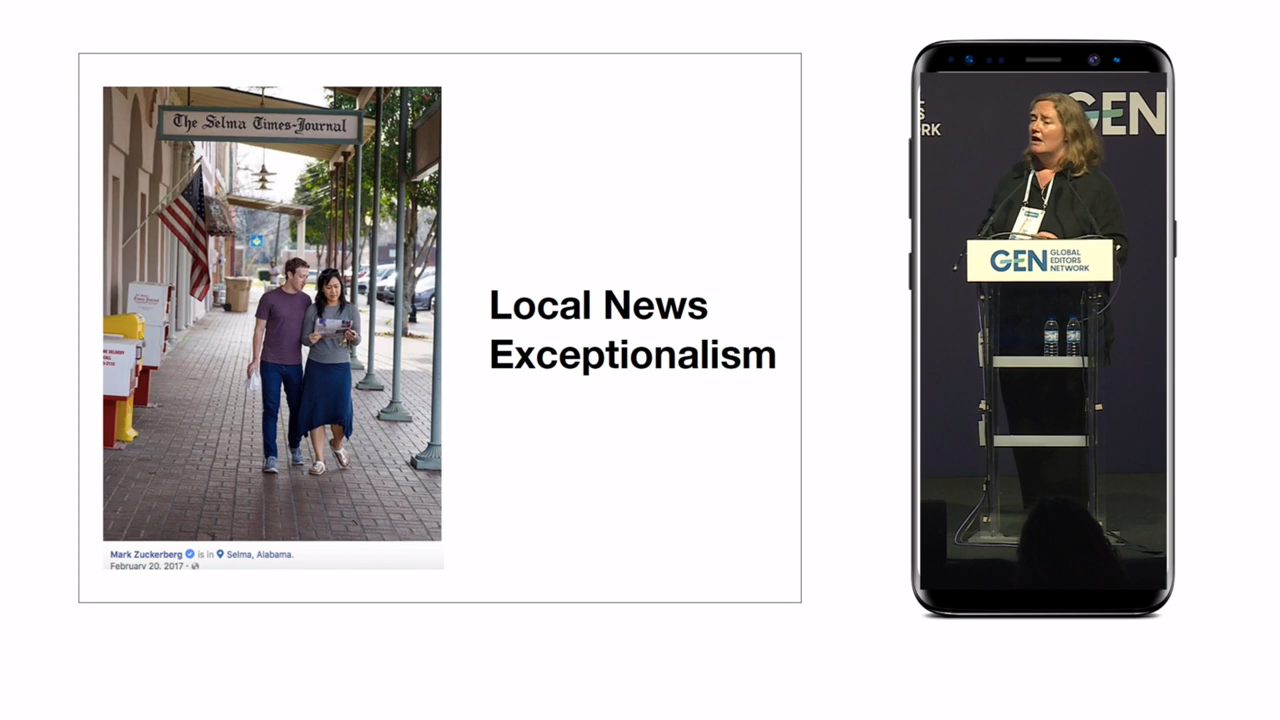 The Selma Times-Journal
Local News
Exceptionalism
Mark Zuckerberg is in Selma, Alabama.
February 20, 2017 ·
RK
GEN
GEN GLOBAL
EDITORS
NETWORK